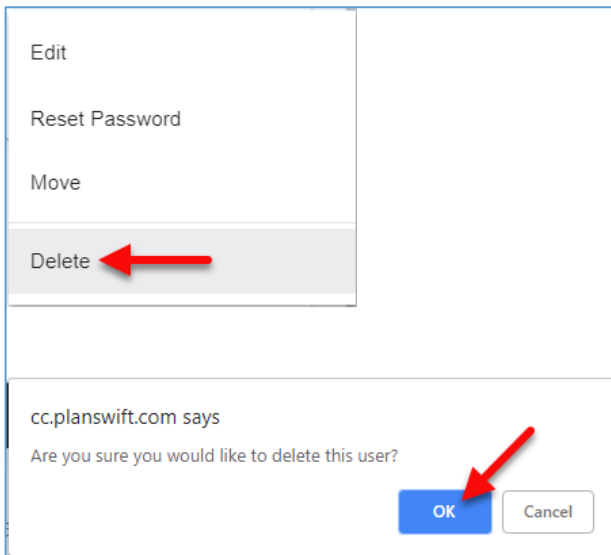 Edit
Reset Password
Move
Delete
cc.planswift.com says
Are you sure you would like to delete this user?
OK
Cancel